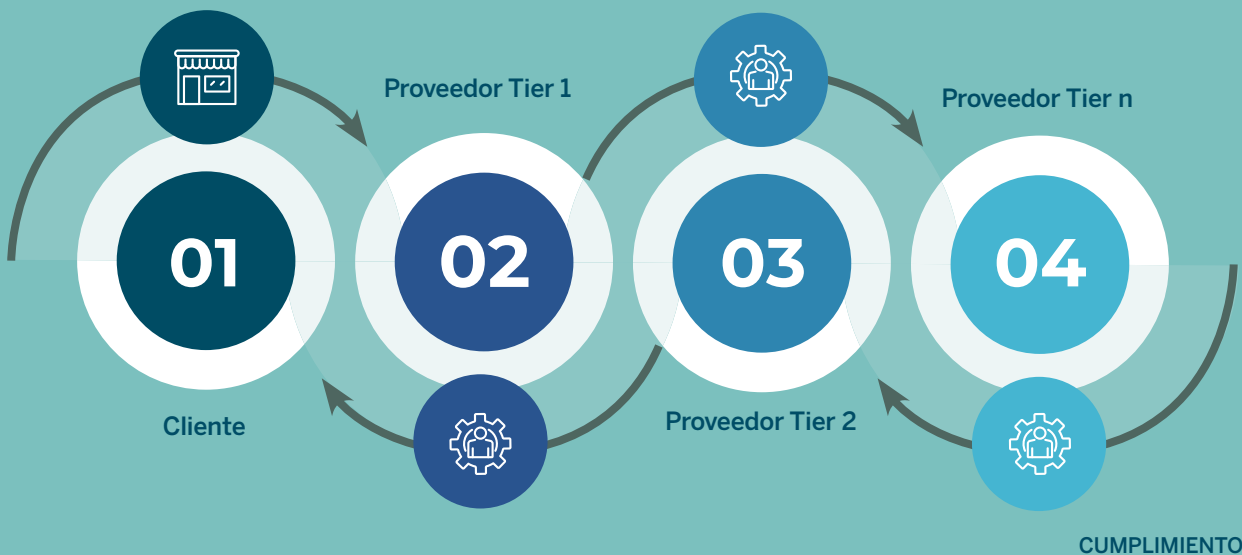 Proveedor Tier 1
Proveedor Tier n
01
02
03
04
Cliente
Proveedor Tier 2
CUMPLIMIENTO